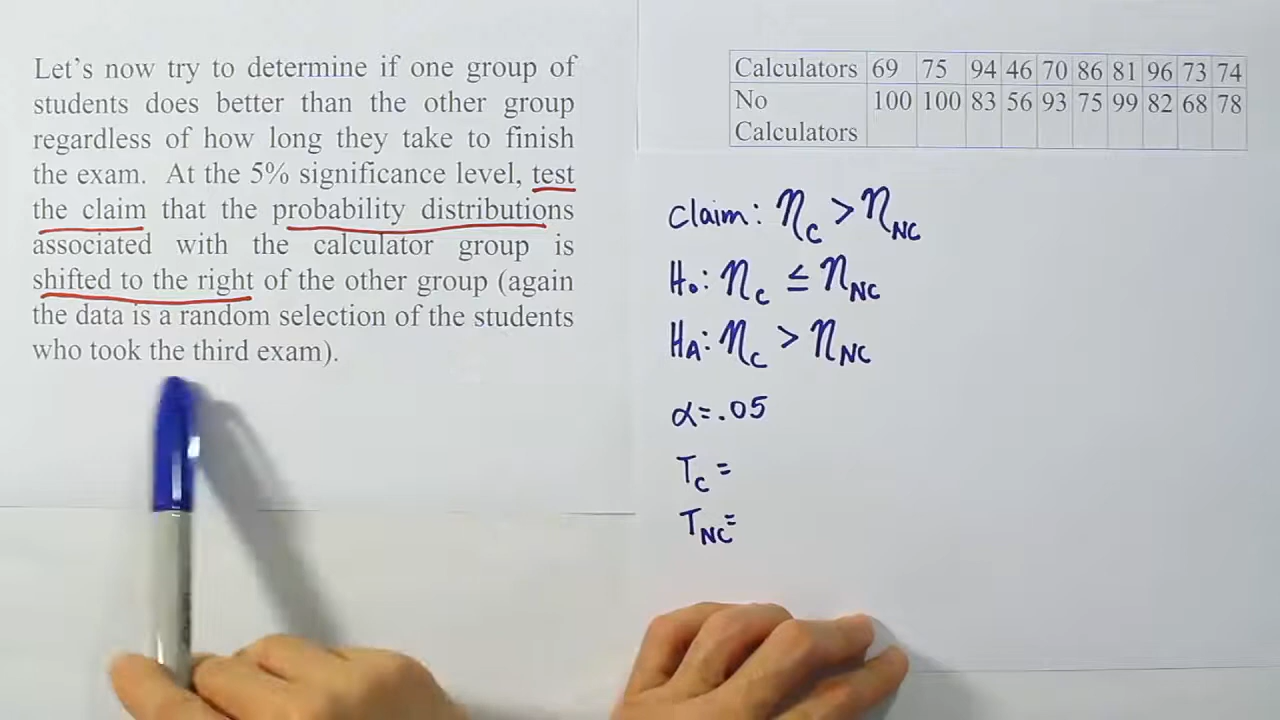 Let's now try to determine if one group of
students does better than the other group
regardless of how long they take to finish
the exam. At the 5% significance level, test
the claim that the probability distributions
associated with the calculator group is
shifted to the right of the other group (again
the data is a random selection of the students
who took the third exam).
Calculators 69 75 94 46 70 86 81 96 73 74
No 100 100 83 56 93 75 99 82 68 78
Calculators
Claim: η_C > η_NC
H₀: η_C ≤ η_NC
H_A: η_C > η_NC
α = .05
T_C =
T_NC =